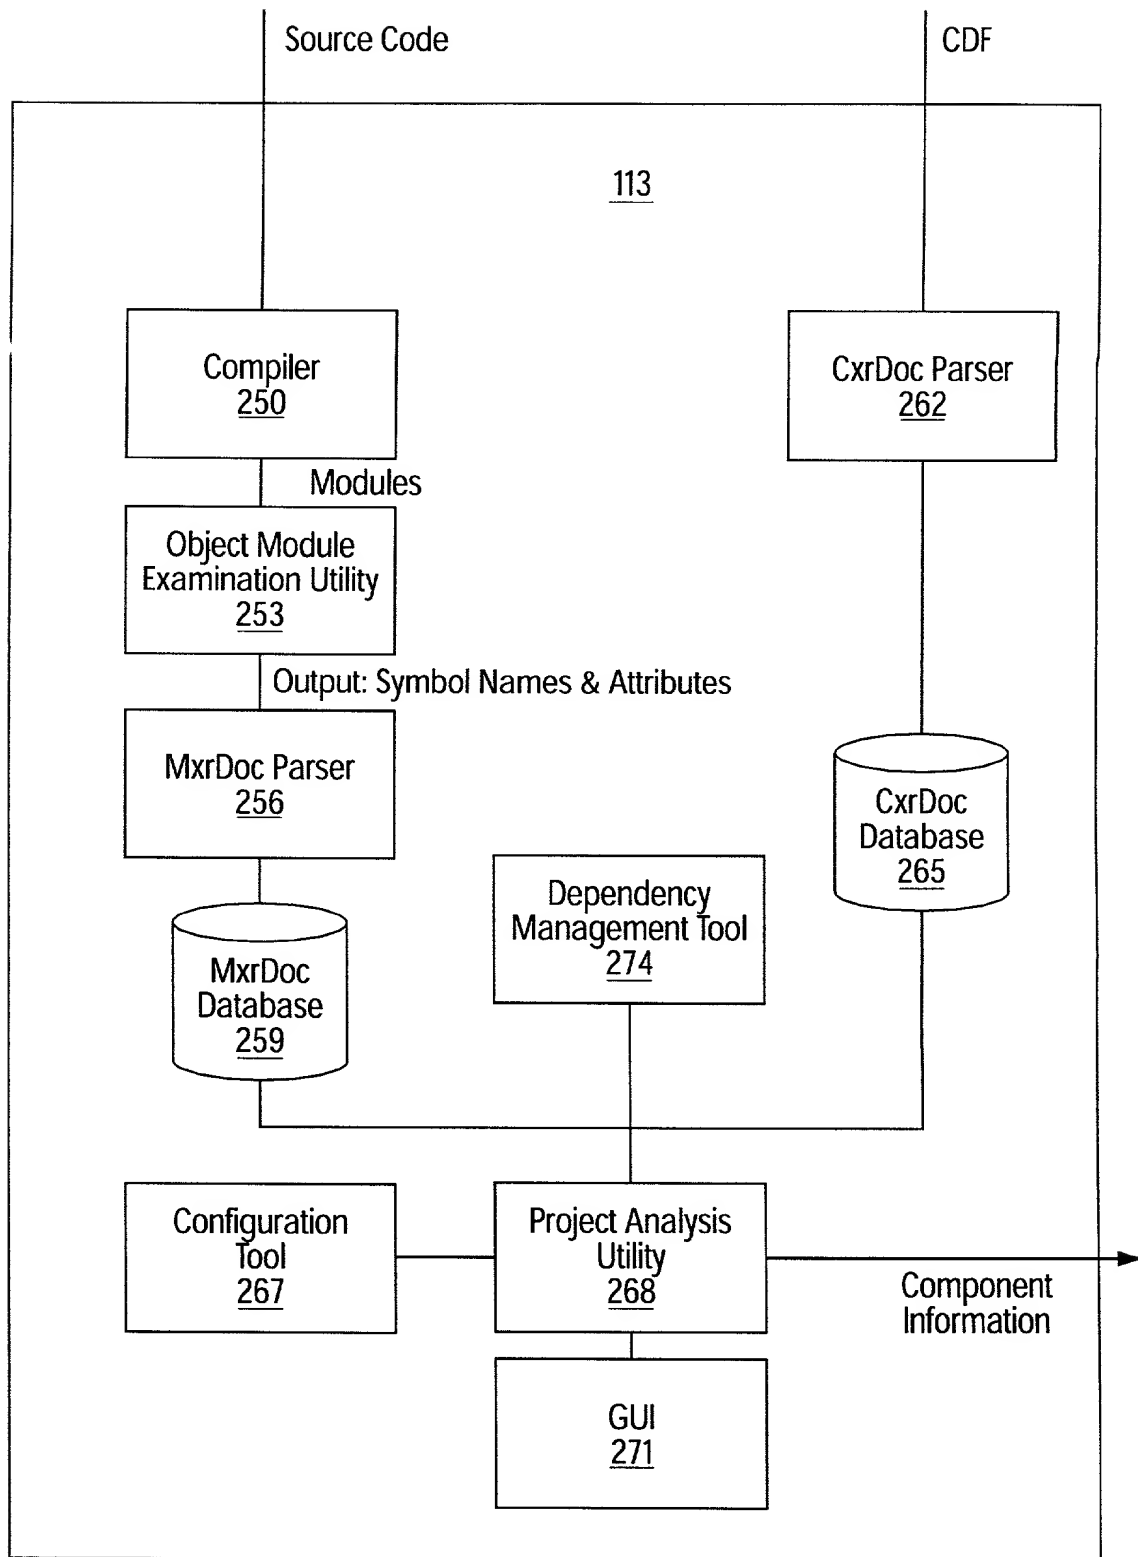 Source Code
CDF
113
Compiler
250
CxrDoc Parser
262
Modules
Object Module
Examination Utility
253
Output: Symbol Names & Attributes
MxrDoc Parser
256
CxrDoc
Database
265
Dependency
Management Tool
274
MxrDoc
Database
259
Configuration
Tool
267
Project Analysis
Utility
268
Component
Information
GUI
271